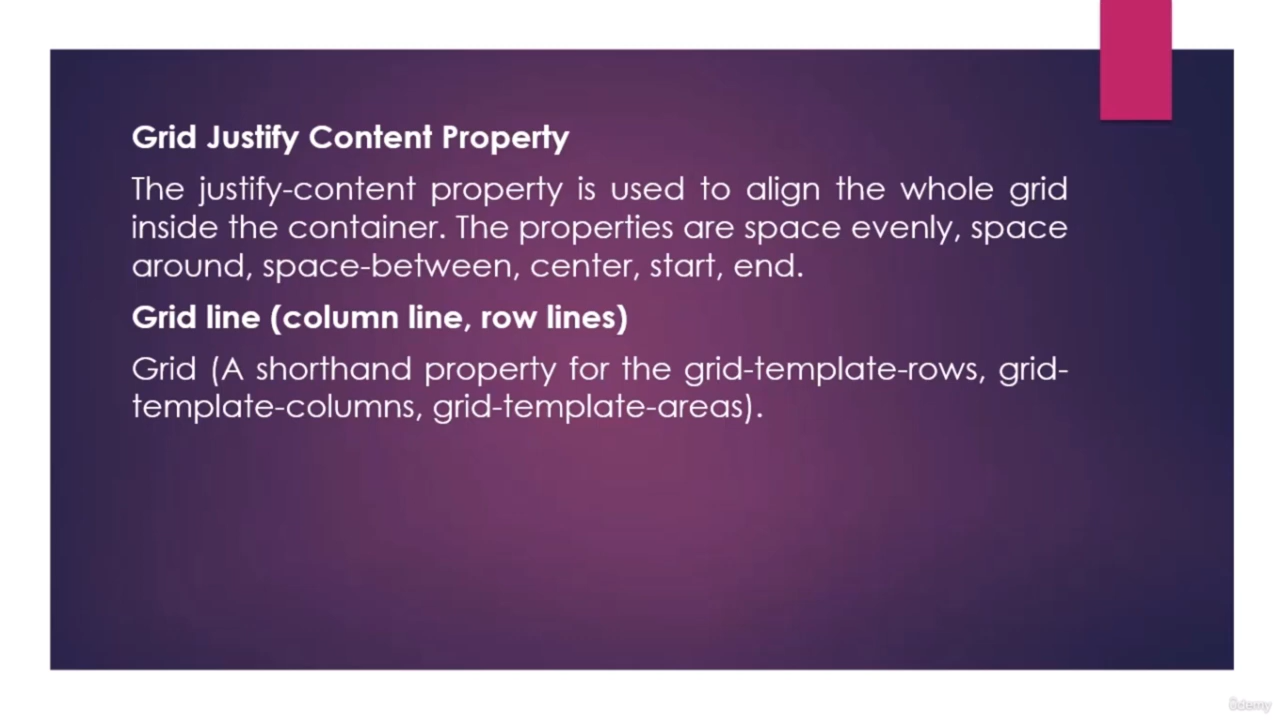 Grid Justify Content Property
The justify-content property is used to align the whole grid
inside the container. The properties are space evenly, space
around, space-between, center, start, end.
Grid line (column line, row lines)
Grid (A shorthand property for the grid-template-rows, grid-
template-columns, grid-template-areas).
ûdemy